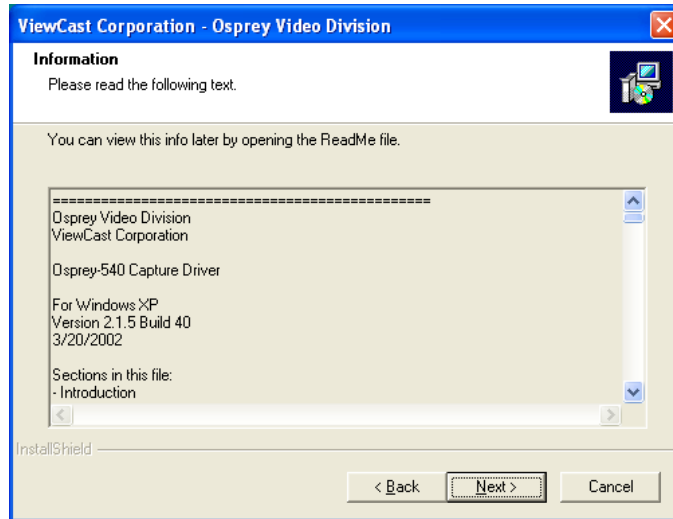 ViewCast Corporation - Osprey Video Division
Information
Please read the following text.
You can view this info later by opening the ReadMe file.
===============================================
Osprey Video Division
ViewCast Corporation
Osprey-540 Capture Driver
For Windows XP
Version 2.1.5 Build 40
3/20/2002
Sections in this file:
- Introduction
InstallShield
< Back
Next >
Cancel